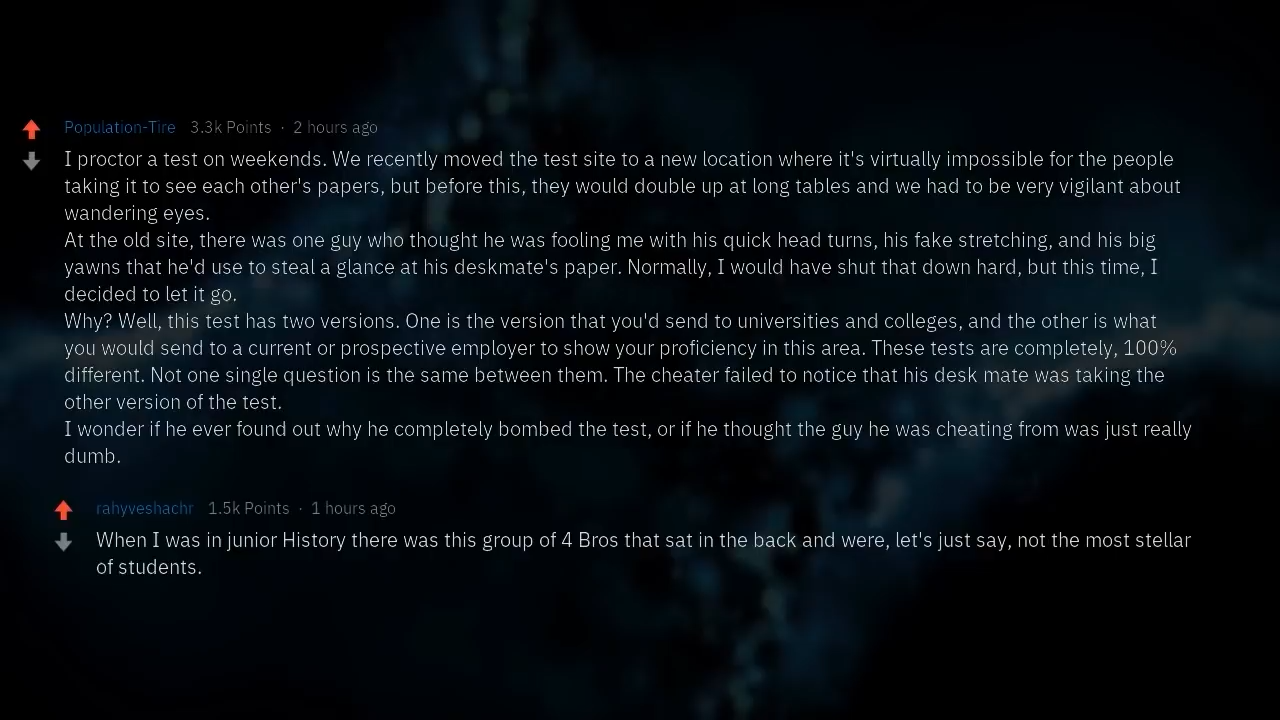 Population-Tire 3.3k Points · 2 hours ago
I proctor a test on weekends. We recently moved the test site to a new location where it's virtually impossible for the people
taking it to see each other's papers, but before this, they would double up at long tables and we had to be very vigilant about
wandering eyes.
At the old site, there was one guy who thought he was fooling me with his quick head turns, his fake stretching, and his big
yawns that he'd use to steal a glance at his deskmate's paper. Normally, I would have shut that down hard, but this time, I
decided to let it go.
Why? Well, this test has two versions. One is the version that you'd send to universities and colleges, and the other is what
you would send to a current or prospective employer to show your proficiency in this area. These tests are completely, 100%
different. Not one single question is the same between them. The cheater failed to notice that his desk mate was taking the
other version of the test.
I wonder if he ever found out why he completely bombed the test, or if he thought the guy he was cheating from was just really
dumb.
rahyveshachr 1.5k Points · 1 hours ago
When I was in junior History there was this group of 4 Bros that sat in the back and were, let's just say, not the most stellar
of students.